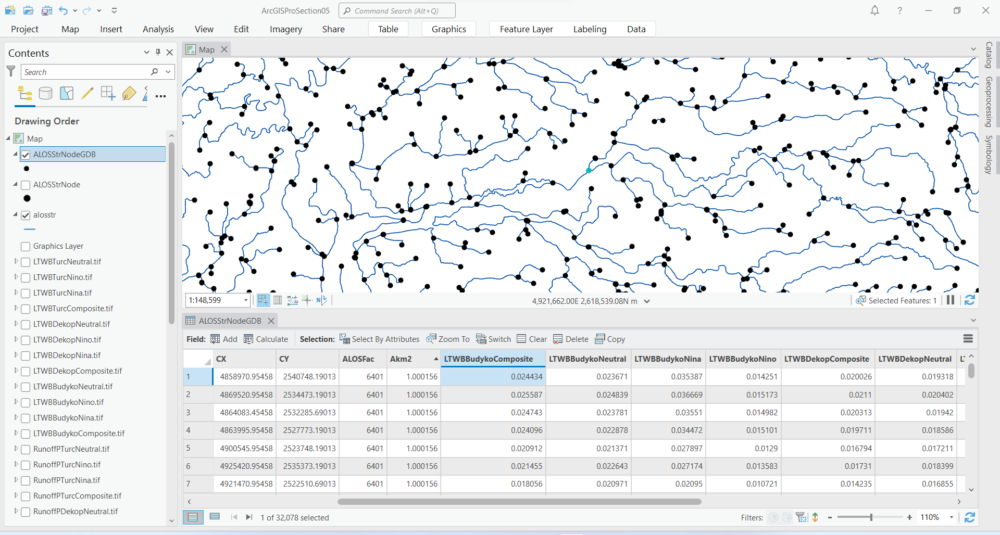 ArcGISProSection05
Command Search (Alt+Q)
?
Project Map Insert Analysis View Edit Imagery Share Table Graphics Feature Layer Labeling Data
Contents
Search
Drawing Order
Map
ALOSStrNodeGDB
ALOSStrNode
alosstr
Graphics Layer
LTWBTurcNeutral.tif
LTWBTurcNino.tif
LTWBTurcNina.tif
LTWBTurcComposite.tif
LTWBDekopNeutral.tif
LTWBDekopNino.tif
LTWBDekopNina.tif
LTWBDekopComposite.tif
LTWBBudykoNeutral.tif
LTWBBudykoNino.tif
LTWBBudykoNina.tif
LTWBBudykoComposite.tif
RunoffPTurcNeutral.tif
RunoffPTurcNino.tif
RunoffPTurcNina.tif
RunoffPTurcComposite.tif
RunoffPDekopNeutral.tif
Map
1:148,599
N
4,921,662.00E 2,618,539.08N m
Selected Features: 1
Catalog
Geoprocessing
Symbology
ALOSStrNodeGDB
Field: Add Calculate Selection: Select By Attributes Zoom To Switch Clear Delete Copy
CX CY ALOSFac Akm2 LTWBBudykoComposite LTWBBudykoNeutral LTWBBudykoNina LTWBBudykoNino LTWBDekopComposite LTWBDekopNeutral
1 4858970.95458 2540748.19013 6401 1.000156 0.024434 0.023671 0.035387 0.014251 0.020026 0.019318
2 4869520.95458 2534473.19013 6401 1.000156 0.025587 0.024839 0.036669 0.015173 0.0211 0.020402
3 4864083.45458 2532285.69013 6401 1.000156 0.024743 0.023781 0.03551 0.014982 0.020313 0.01942
4 4863995.95458 2527773.19013 6401 1.000156 0.024096 0.022878 0.034472 0.015101 0.019711 0.018586
5 4900545.95458 2523748.19013 6401 1.000156 0.020912 0.021371 0.027897 0.0129 0.016794 0.017211
6 4925420.95458 2535373.19013 6401 1.000156 0.021455 0.022643 0.027174 0.013583 0.01731 0.018399
7 4921470.95458 2522510.69013 6401 1.000156 0.018056 0.020971 0.02095 0.010721 0.014235 0.016855
1 of 32,078 selected
Filters:
- + 110%